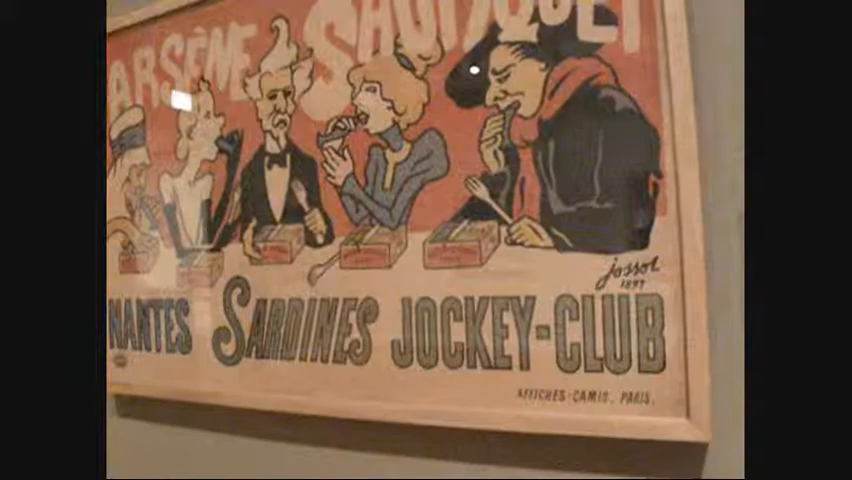 ARSÈNE SAUPIQUET
jossot
1897
NANTES SARDINES JOCKEY-CLUB
AFFICHES-CAMIS. PARIS.